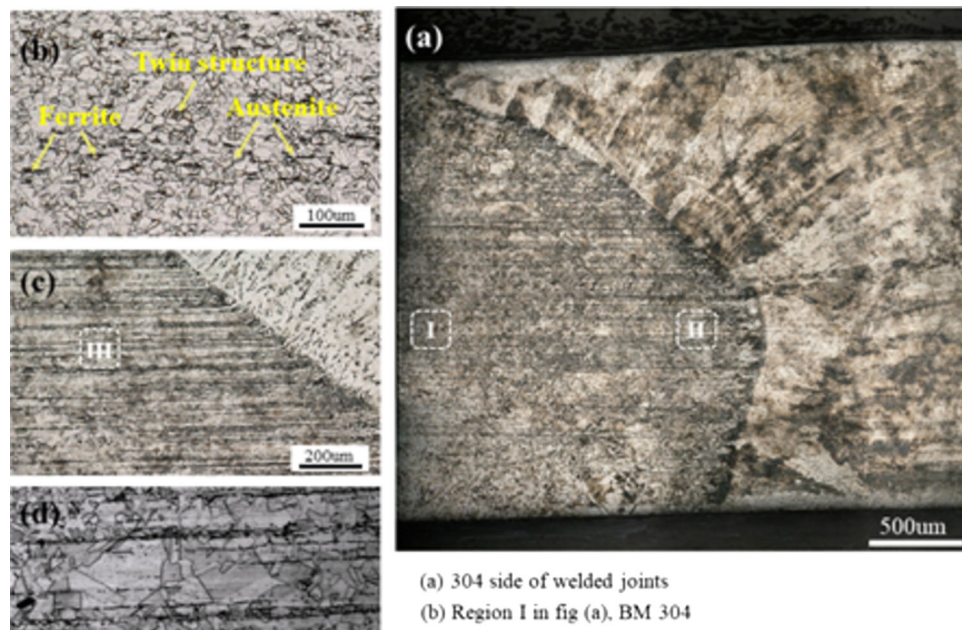 (b)
Twin structure
Ferrite
Austenite
100um
(c)
III
200um
(d)
(a)
I
II
500um
(a) 304 side of welded joints
(b) Region I in fig (a), BM 304